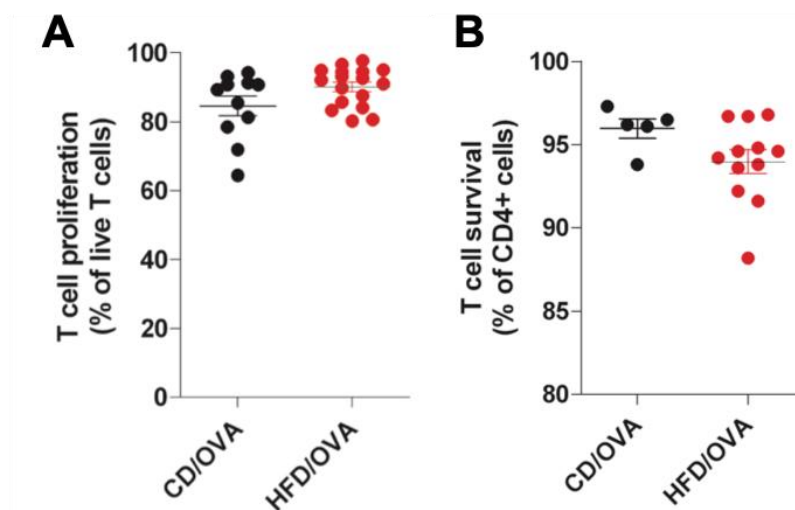 A
T cell proliferation
(% of live T cells)
100
80
60
40
20
0
CD/OVA
HFD/OVA
B
T cell survival
(% of CD4+ cells)
100
95
90
85
80
CD/OVA
HFD/OVA